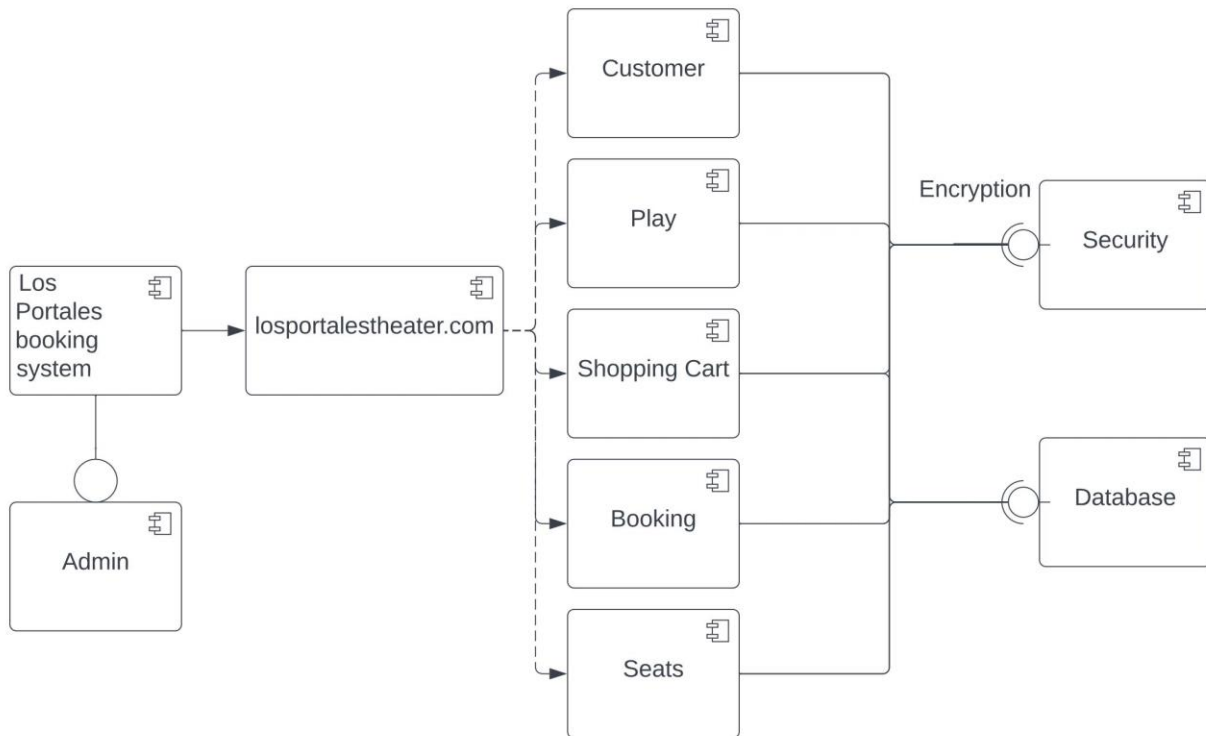 Customer
Play
Encryption
Security
Los
Portales
booking
system
losportalestheater.com
Shopping Cart
Booking
Database
Admin
Seats